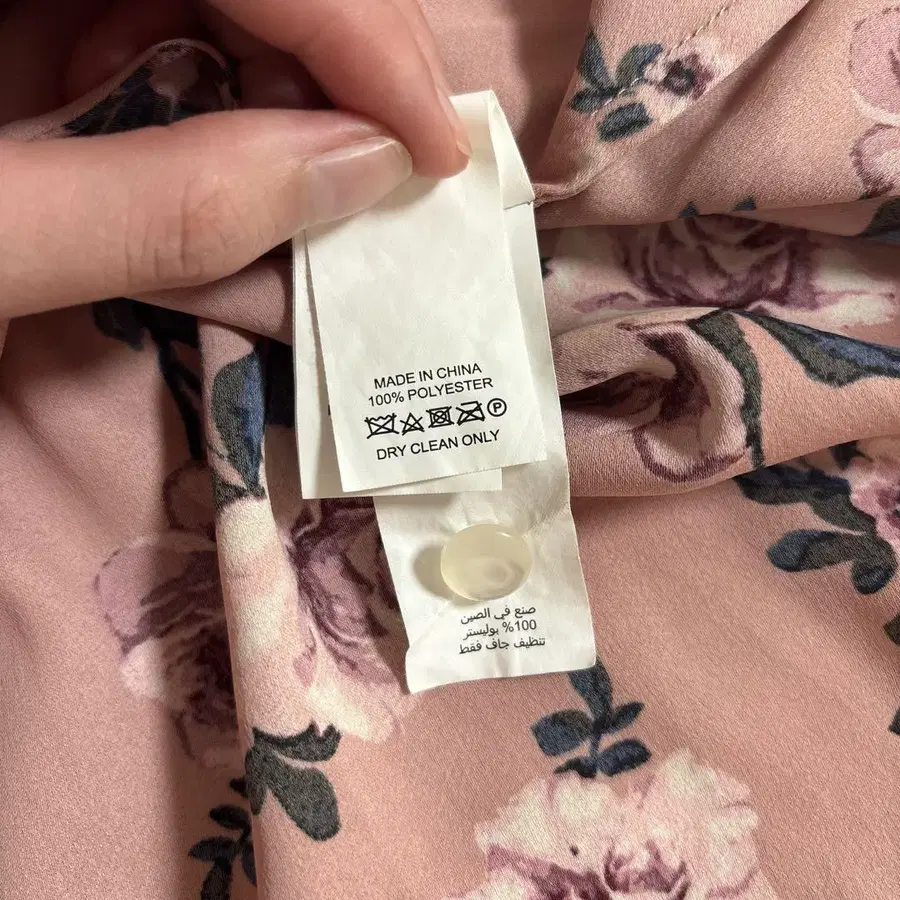 MADE IN CHINA
100% POLYESTER
P
DRY CLEAN ONLY
صنع في الصين
100% بوليستر
تنظيف جاف فقط